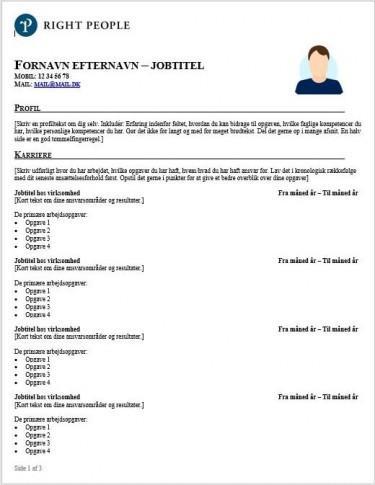 RIGHT PEOPLE
FORNAVN EFTERNAVN – JOBTITEL
MOBIL: 12 34 56 78
MAIL: MAIL@MAIL.DK
PROFIL
[Skriv en profiltekst om dig selv. Inkluder: Erfaring indenfor feltet, hvordan du kan bidrage til opgaven, hvilke faglige kompetencer du
har, hvilke personlige kompetencer du har. Gør det ikke for langt og med for meget brødtekst. Del det gerne op i mange afsnit. En halv
side er en god tommelfingerregel.]
KARRIERE
[Skriv udførligt hvor du har arbejdet, hvilke opgaver du har haft, hvem hvad du har haft ansvar for. Lav det i kronologisk rækkefølge
med dit seneste ansættelsesforhold først. Opstil det gerne i punkter for at give et bedre overblik over dine opgaver]
Jobtitel hos virksomhed Fra måned år – Til måned år
[Kort tekst om dine ansvarsområder og resultater.]
De primære arbejdsopgaver:
• Opgave 1
• Opgave 2
• Opgave 3
• Opgave 4
Jobtitel hos virksomhed Fra måned år – Til måned år
[Kort tekst om dine ansvarsområder og resultater.]
De primære arbejdsopgaver:
• Opgave 1
• Opgave 2
• Opgave 3
• Opgave 4
Jobtitel hos virksomhed Fra måned år – Til måned år
[Kort tekst om dine ansvarsområder og resultater.]
De primære arbejdsopgaver:
• Opgave 1
• Opgave 2
• Opgave 3
• Opgave 4
Jobtitel hos virksomhed Fra måned år – Til måned år
[Kort tekst om dine ansvarsområder og resultater.]
De primære arbejdsopgaver:
• Opgave 1
• Opgave 2
• Opgave 3
• Opgave 4
Side 1 af 3